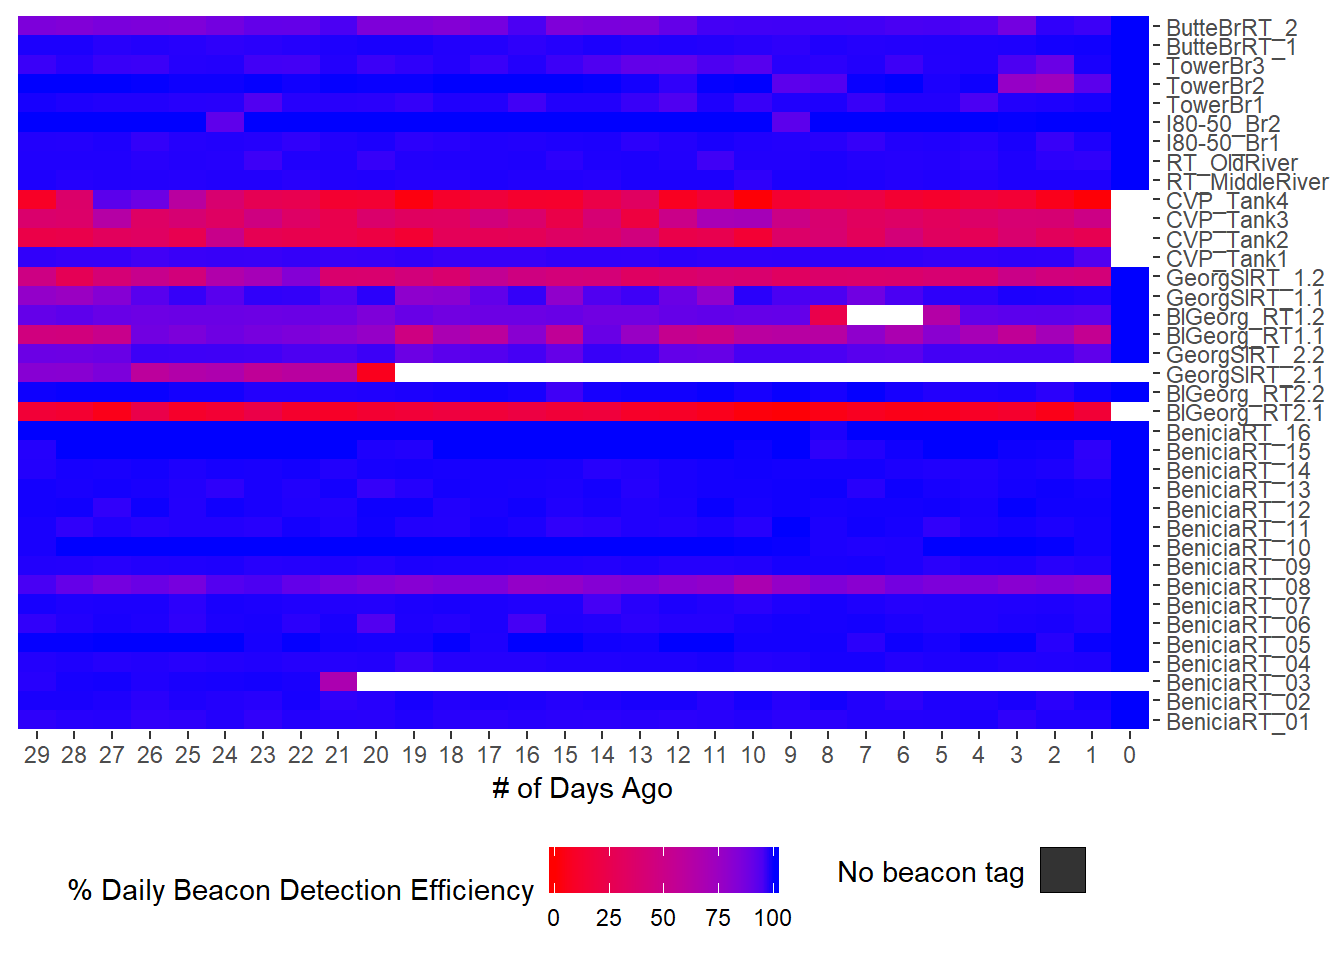 ButteBrRT_2
ButteBrRT_1
TowerBr3
TowerBr2
TowerBr1
I80-50_Br2
I80-50_Br1
RT_OldRiver
RT_MiddleRiver
CVP_Tank4
CVP_Tank3
CVP_Tank2
CVP_Tank1
GeorgSlRT_1.2
GeorgSlRT_1.1
BlGeorg_RT1.2
BlGeorg_RT1.1
GeorgSlRT_2.2
GeorgSlRT_2.1
BlGeorg_RT2.2
BlGeorg_RT2.1
BeniciaRT_16
BeniciaRT_15
BeniciaRT_14
BeniciaRT_13
BeniciaRT_12
BeniciaRT_11
BeniciaRT_10
BeniciaRT_09
BeniciaRT_08
BeniciaRT_07
BeniciaRT_06
BeniciaRT_05
BeniciaRT_04
BeniciaRT_03
BeniciaRT_02
BeniciaRT_01
29 28 27 26 25 24 23 22 21 20 19 18 17 16 15 14 13 12 11 10 9 8 7 6 5 4 3 2 1 0
# of Days Ago
% Daily Beacon Detection Efficiency
0 25 50 75 100
No beacon tag